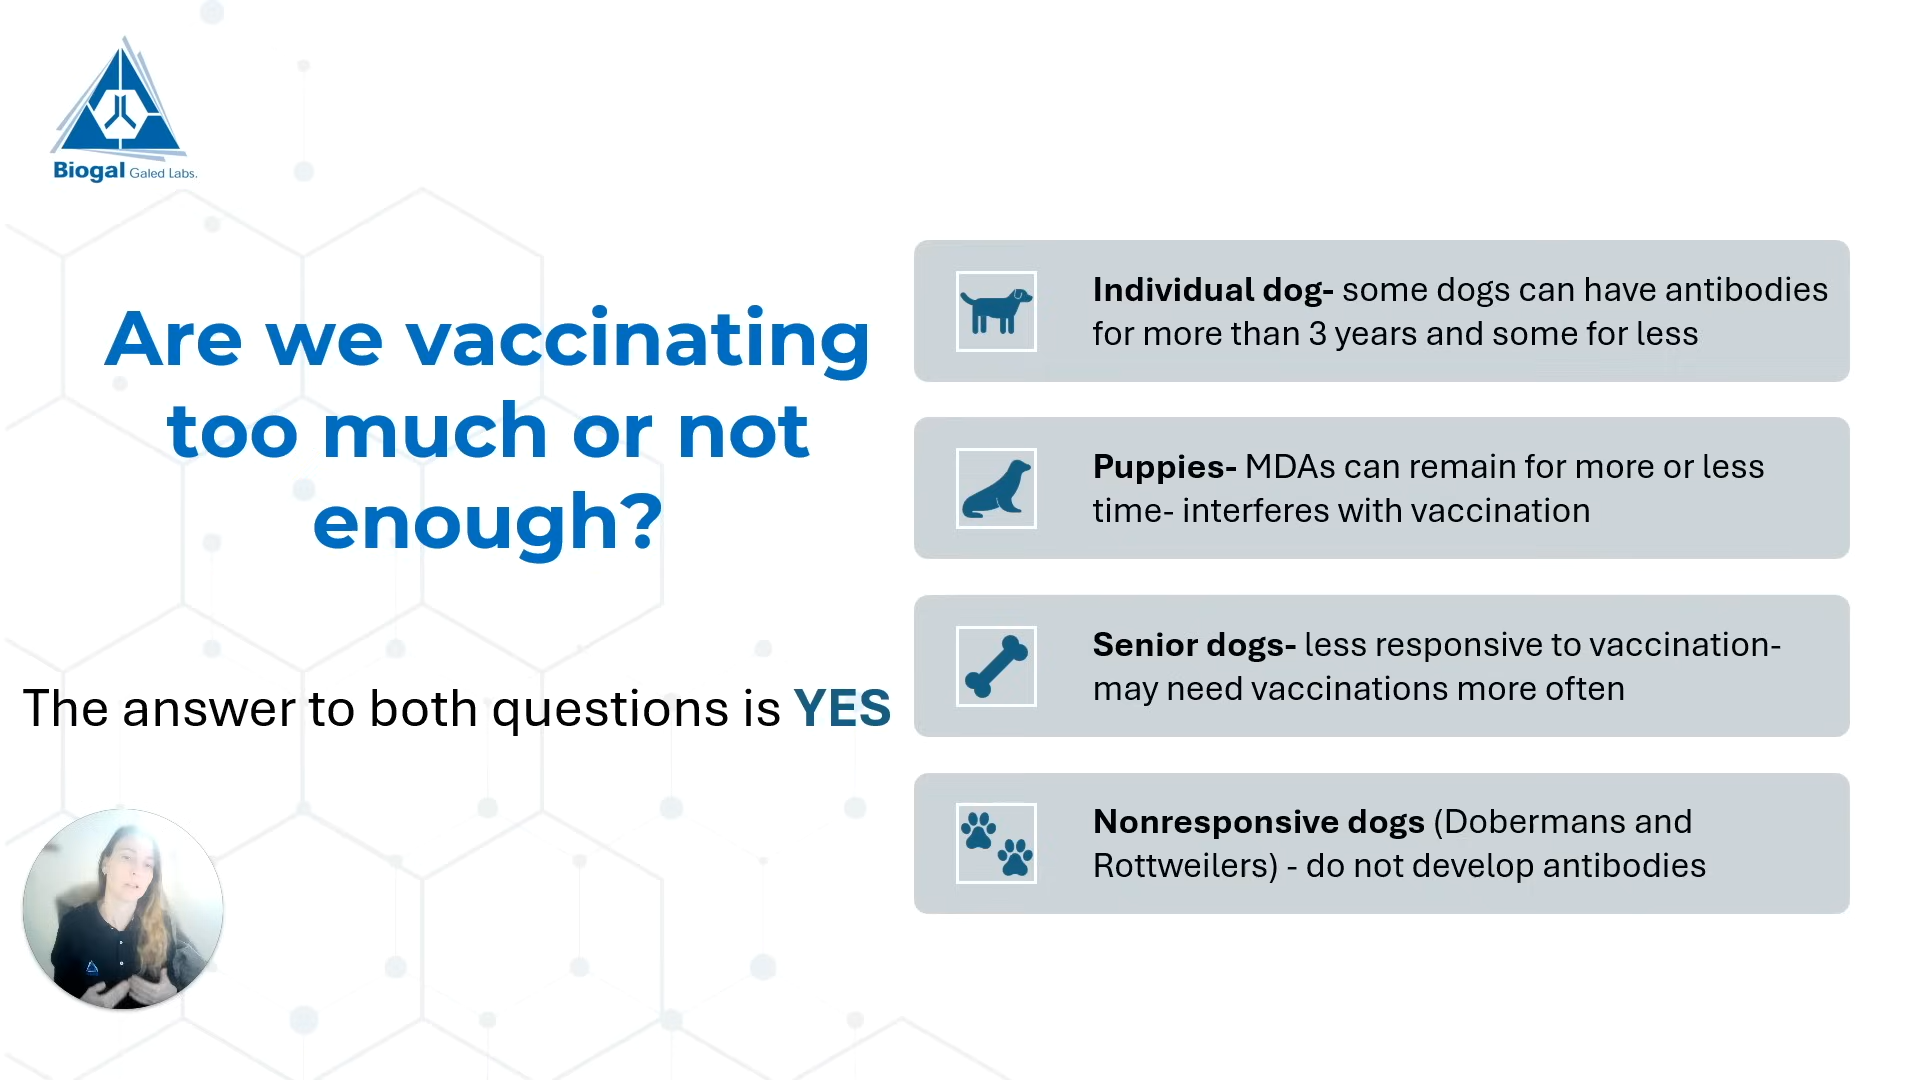 Biogal Galed Labs.
Are we vaccinating
too much or not
enough?
The answer to both questions is YES
Individual dog- some dogs can have antibodies
for more than 3 years and some for less
Puppies- MDAs can remain for more or less
time- interferes with vaccination
Senior dogs- less responsive to vaccination-
may need vaccinations more often
Nonresponsive dogs (Dobermans and
Rottweilers) - do not develop antibodies